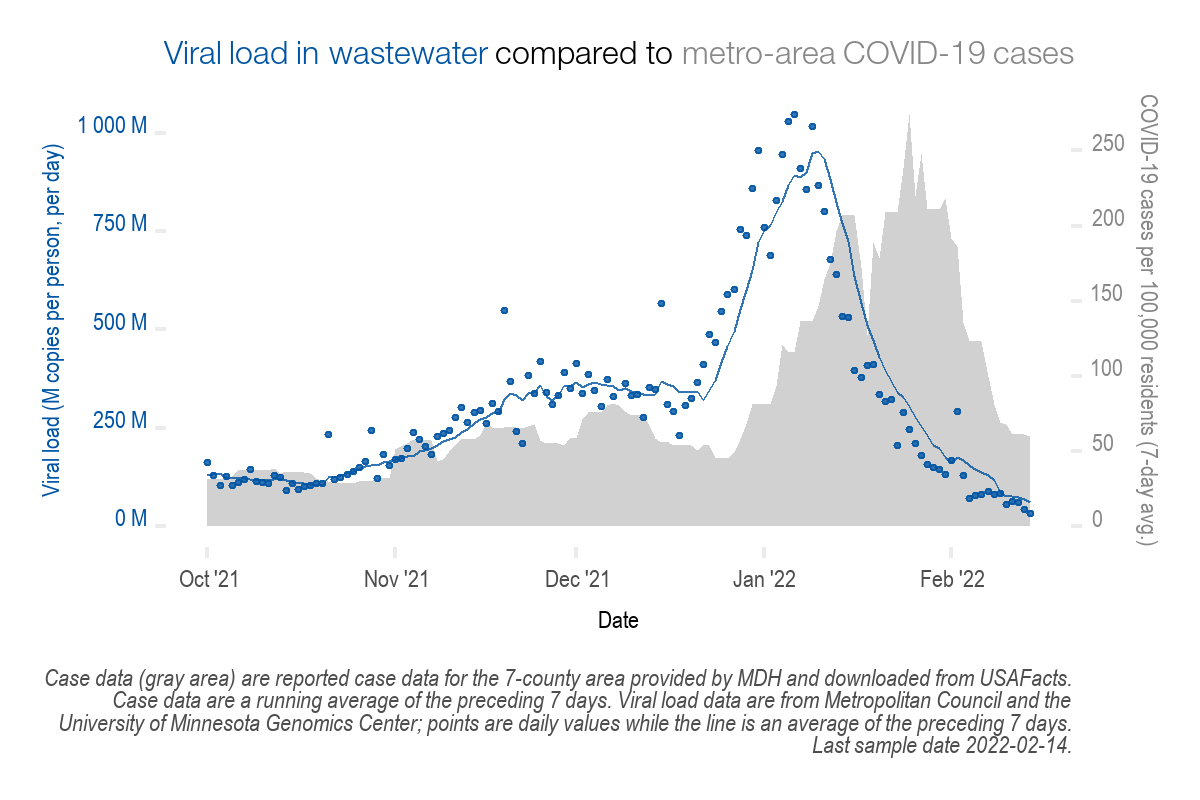 Viral load in wastewater compared to metro-area COVID-19 cases
Viral load (M copies per person, per day)
1 000 M
750 M
500 M
250 M
0 M
COVID-19 cases per 100,000 residents (7-day avg.)
250
200
150
100
50
0
Oct '21
Nov '21
Dec '21
Jan '22
Feb '22
Date
Case data (gray area) are reported case data for the 7-county area provided by MDH and downloaded from USAFacts.
Case data are a running average of the preceding 7 days. Viral load data are from Metropolitan Council and the
University of Minnesota Genomics Center; points are daily values while the line is an average of the preceding 7 days.
Last sample date 2022-02-14.